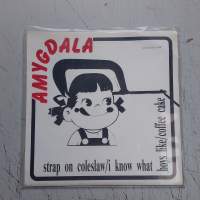 AMYGDALA
strap on coleslaw/i know what
boys like/coffee cake